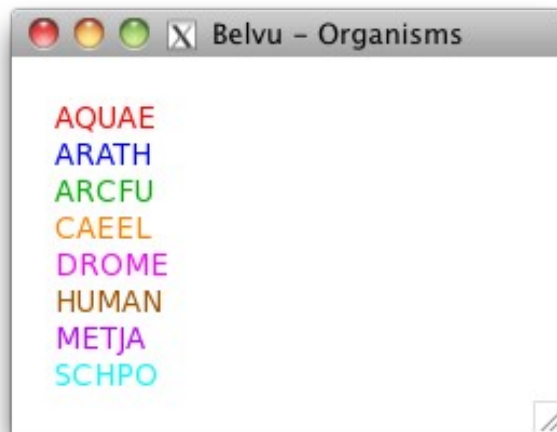 Belvu – Organisms
AQUAE
ARATH
ARCFU
CAEEL
DROME
HUMAN
METJA
SCHPO